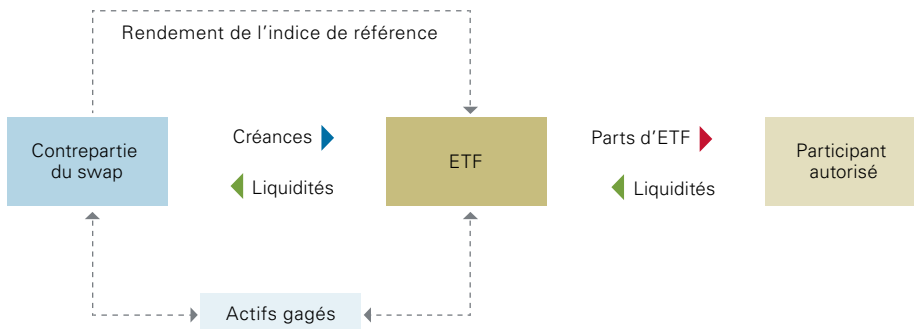 Rendement de l'indice de référence
Contrepartie
du swap
Créances
Liquidités
ETF
Parts d'ETF
Liquidités
Participant
autorisé
Actifs gagés